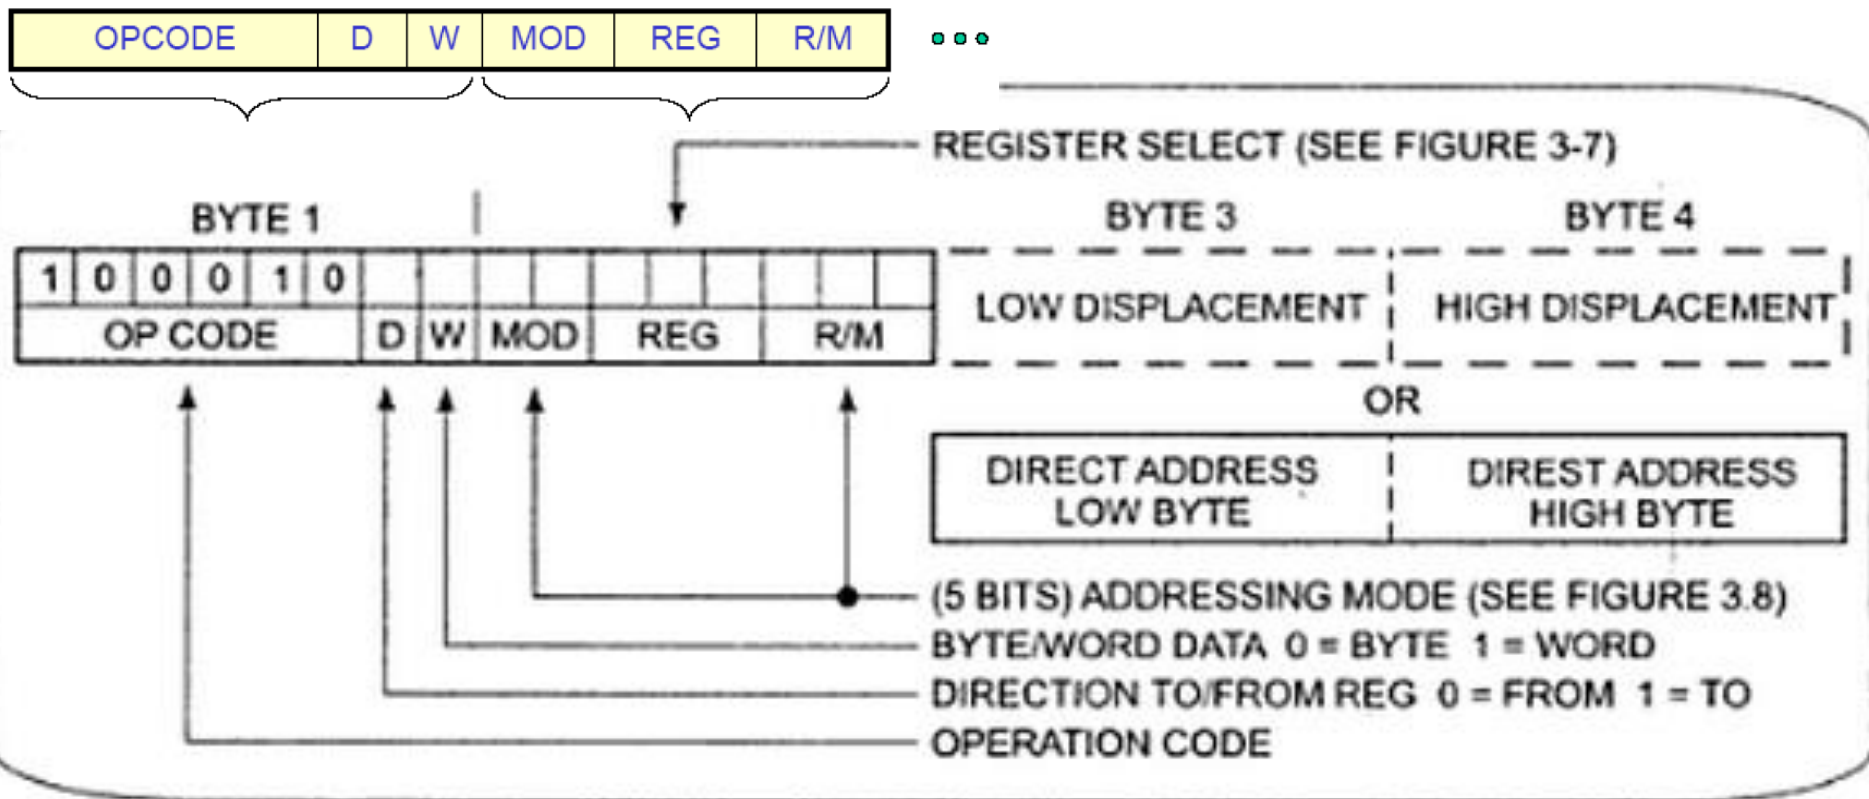 OPCODE D W MOD REG R/M
REGISTER SELECT (SEE FIGURE 3-7)
BYTE 1 BYTE 3 BYTE 4
1 0 0 0 1 0
LOW DISPLACEMENT HIGH DISPLACEMENT
OP CODE D W MOD REG R/M
OR
DIRECT ADDRESS DIREST ADDRESS
LOW BYTE HIGH BYTE
(5 BITS) ADDRESSING MODE (SEE FIGURE 3.8)
BYTE/WORD DATA 0 = BYTE 1 = WORD
DIRECTION TO/FROM REG 0 = FROM 1 = TO
OPERATION CODE